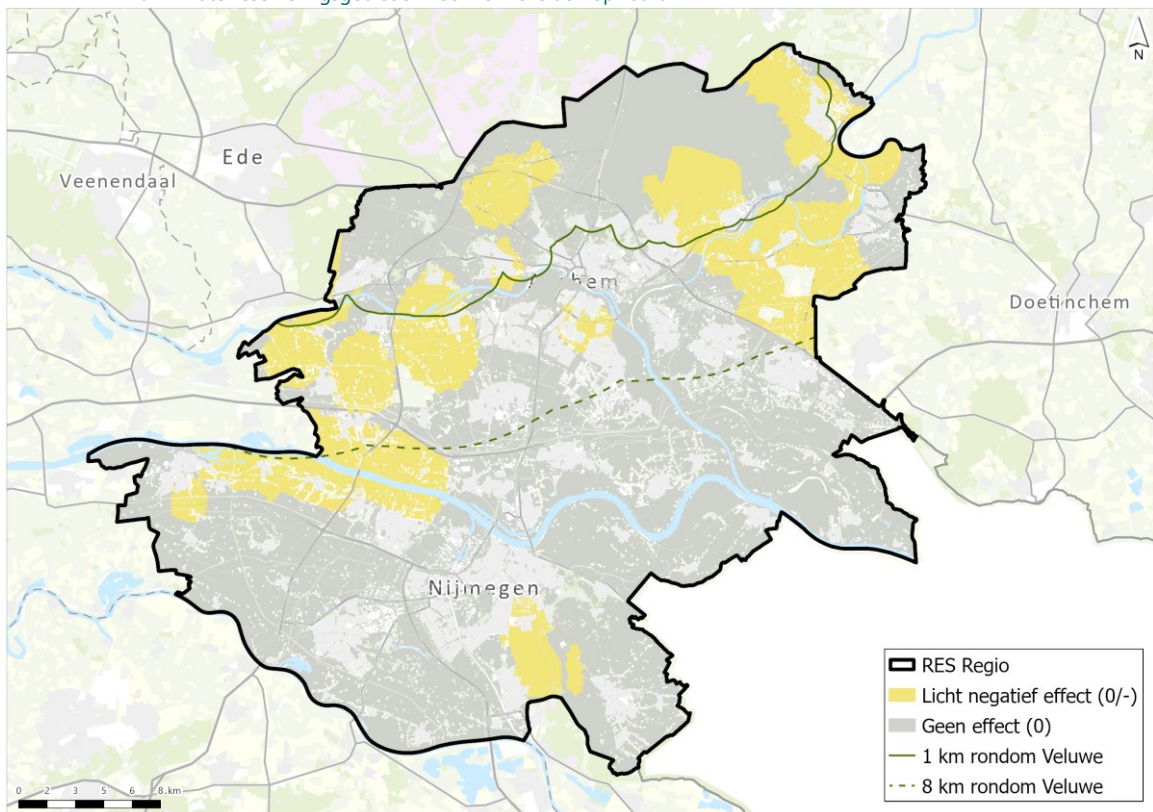 N
Ede
Veenendaal
hem
Doetinchem
Nijmegen
RES Regio
Licht negatief effect (0/-)
Geen effect (0)
1 km rondom Veluwe
8 km rondom Veluwe
0 2 3 5 6 8 km